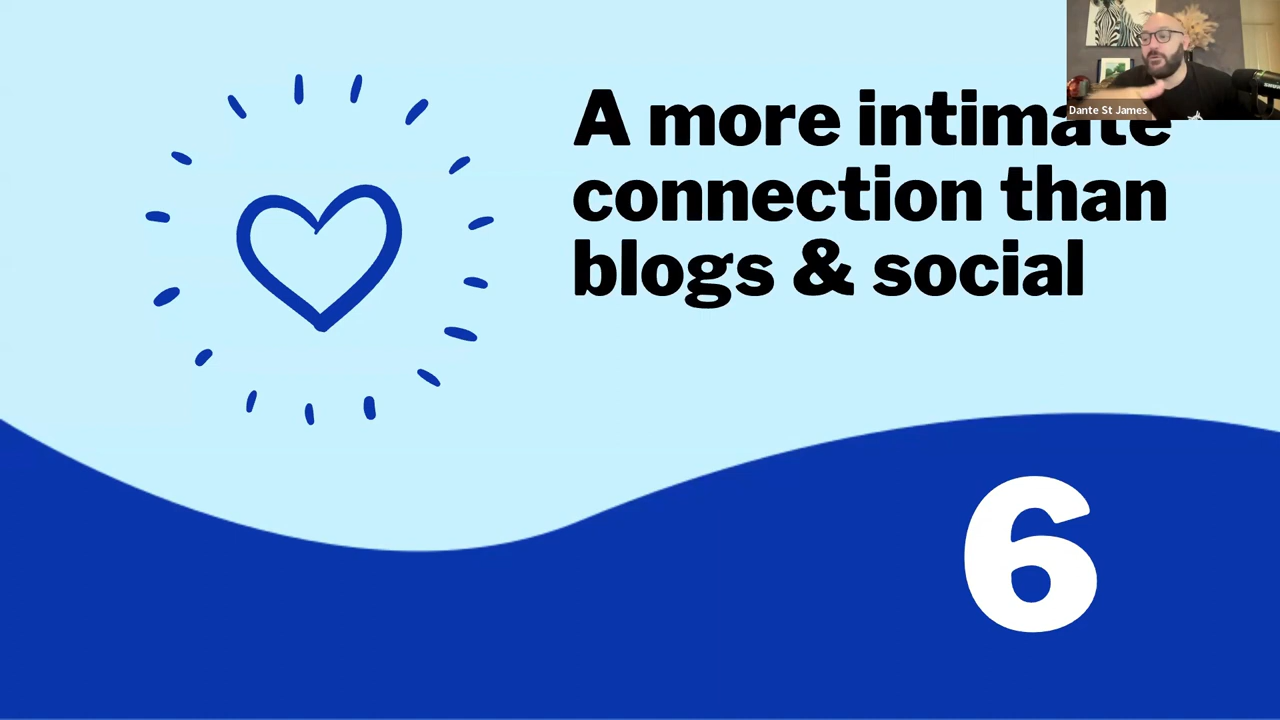 A more intimate
connection than
blogs & social
Dante St James
6